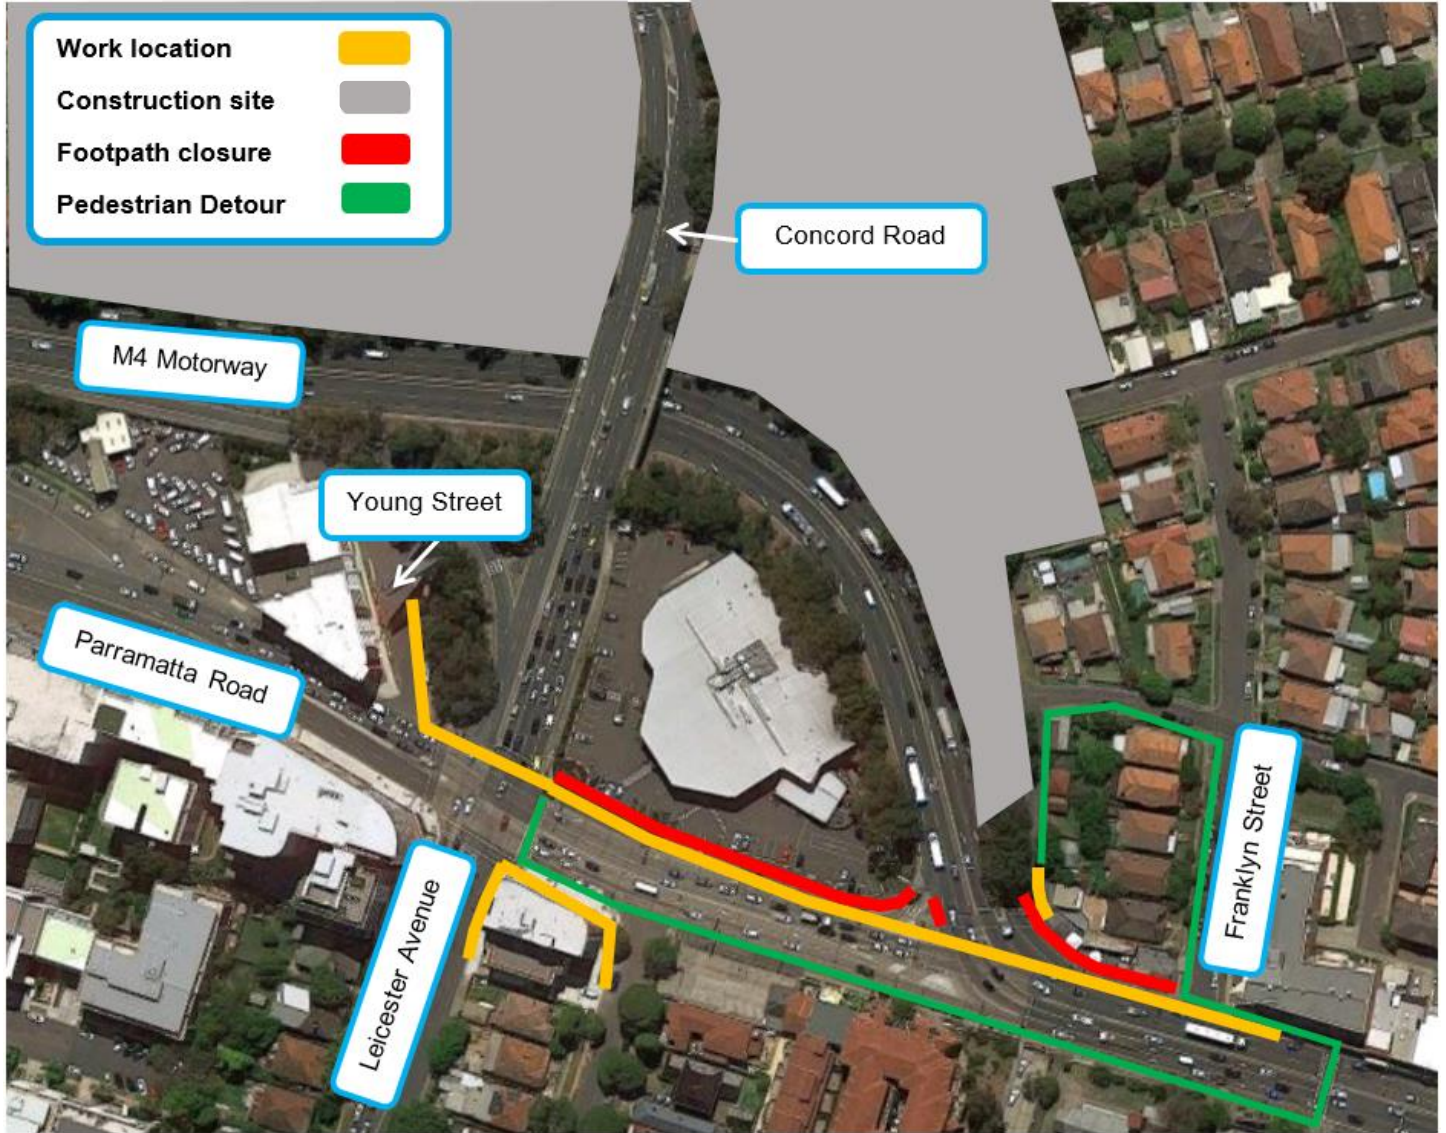 Work location
Construction site
Footpath closure
Pedestrian Detour
Concord Road
M4 Motorway
Young Street
Parramatta Road
Franklyn Street
Leicester Avenue